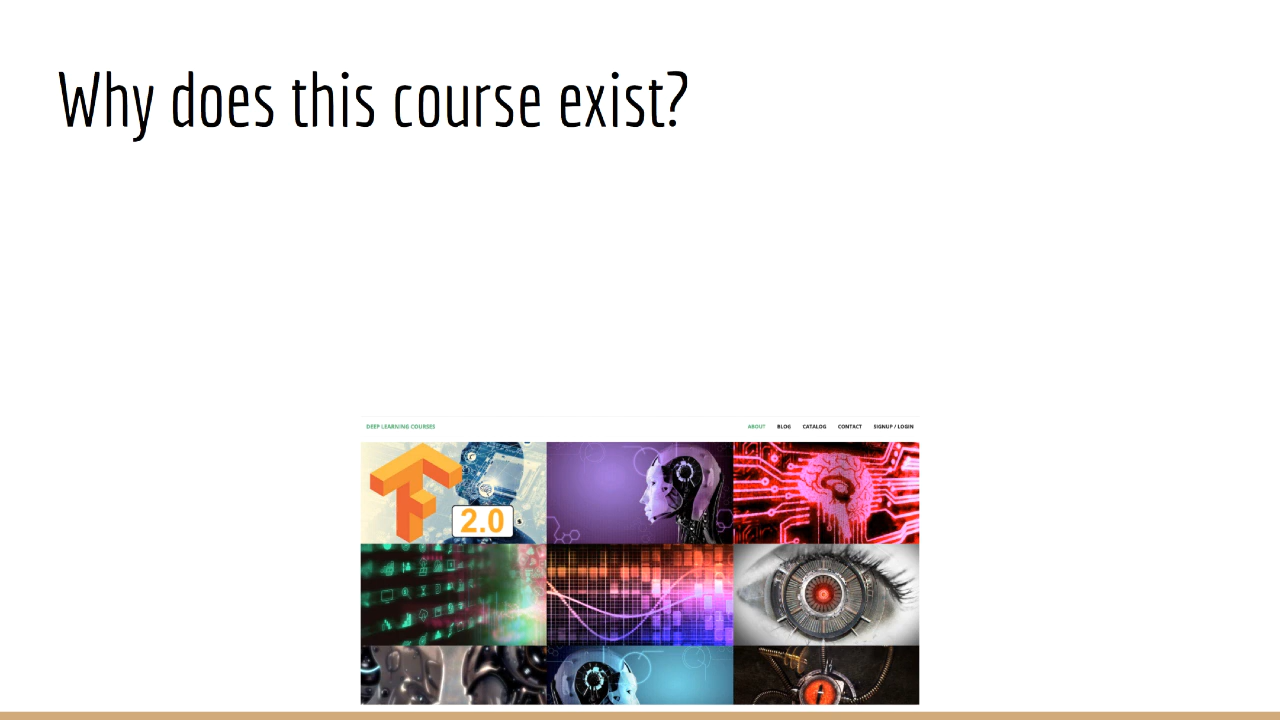 Why does this course exist?
DEEP LEARNING COURSES
ABOUT BLOG CATALOG CONTACT SIGNUP / LOGIN
2.0